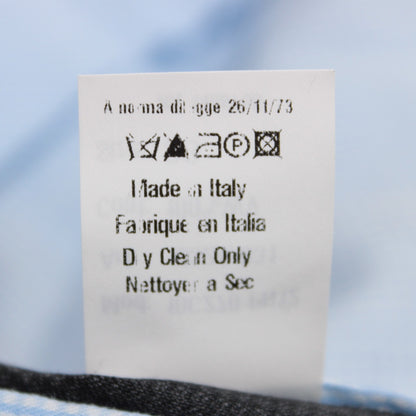 A norma di legge 26/11/73
P
Made in Italy
Fabrique en Italia
Dry Clean Only
Nettoyer a Sec